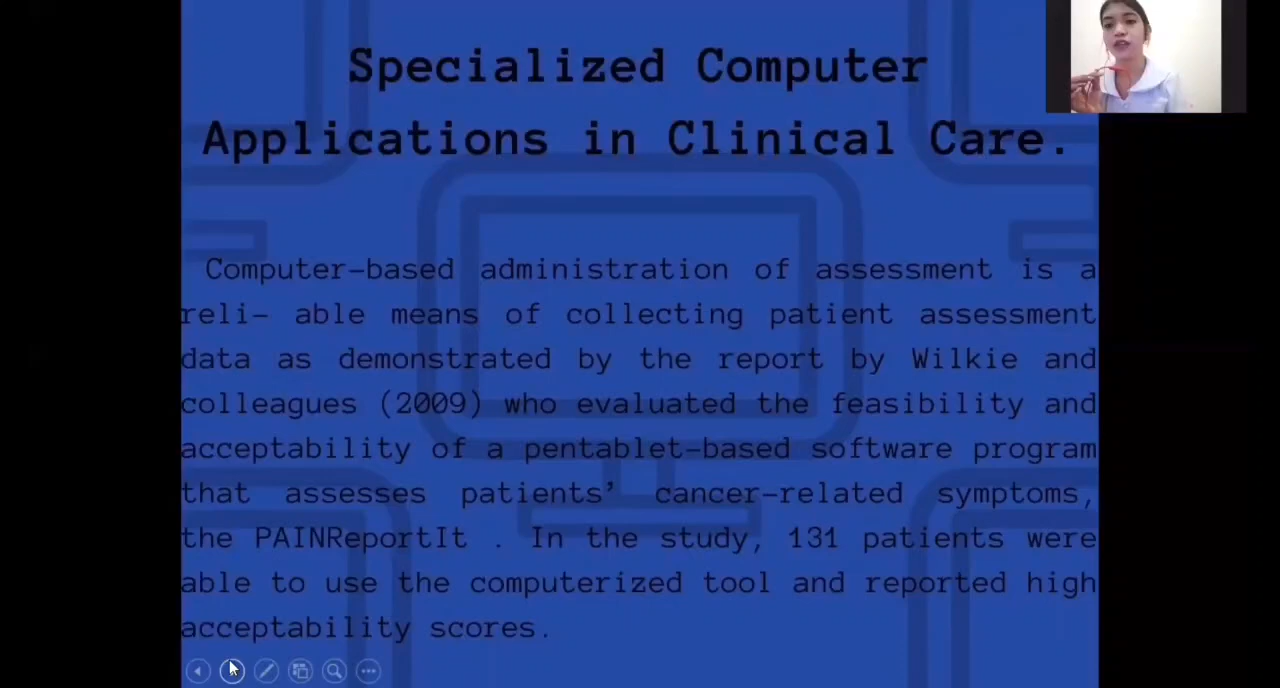 Specialized Computer
Applications in Clinical Care.
Computer-based administration of assessment is a
reli- able means of collecting patient assessment
data as demonstrated by the report by Wilkie and
colleagues (2009) who evaluated the feasibility and
acceptability of a pentablet-based software program
that assesses patients’ cancer-related symptoms,
the PAINReportIt . In the study, 131 patients were
able to use the computerized tool and reported high
acceptability scores.